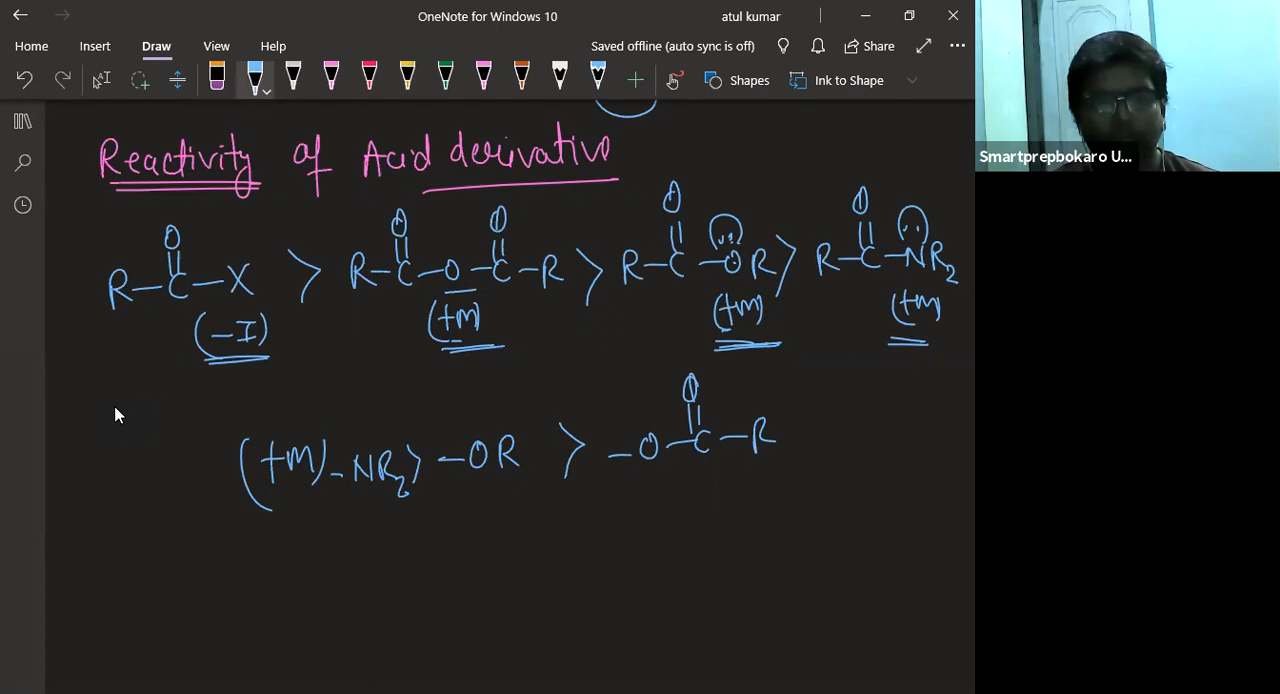 OneNote for Windows 10
atul kumar
Home Insert Draw View Help
Saved offline (auto sync is off)
Share
Shapes
Ink to Shape
Smartprepbokaro U...
Reactivity of Acid derivative
O O O O O
R-C-X > R-C-O-C-R > R-C-OR > R-C-NR2
(-I) (+M) (+M) (+M)
O
(+M) -NR2 > -OR > -O-C-R